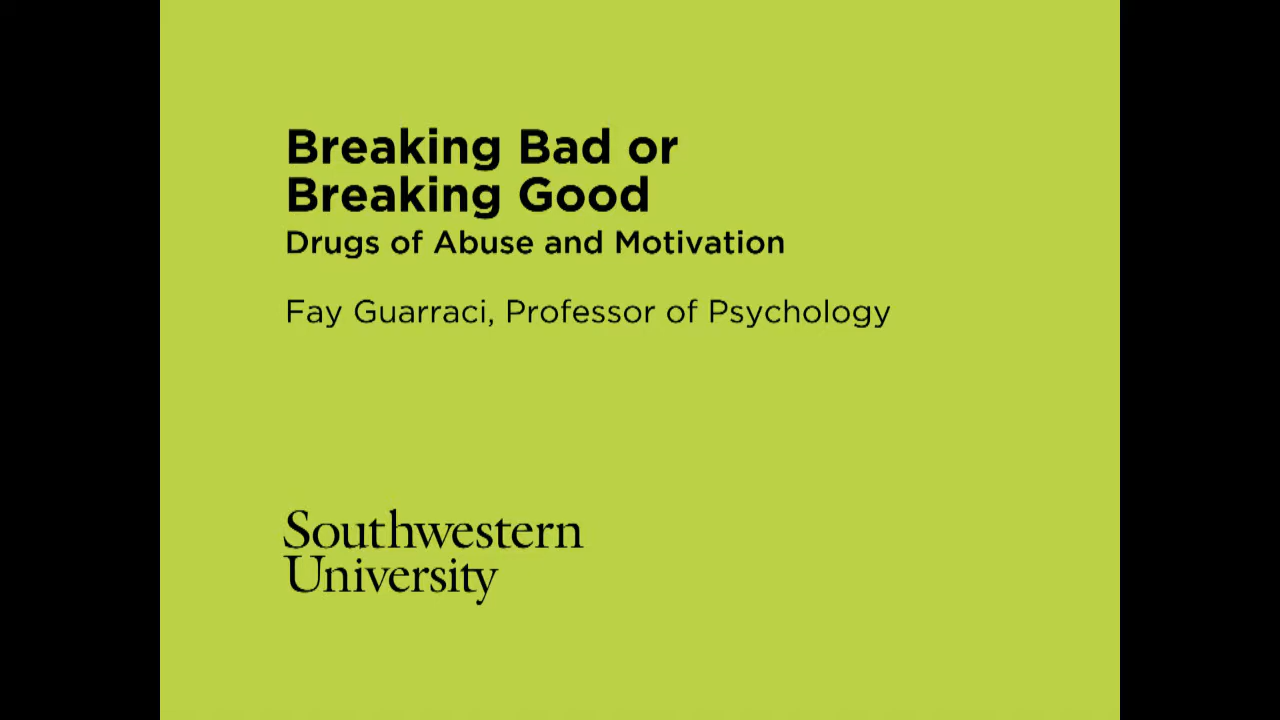 Breaking Bad or
Breaking Good
Drugs of Abuse and Motivation
Fay Guarraci, Professor of Psychology
Southwestern
University